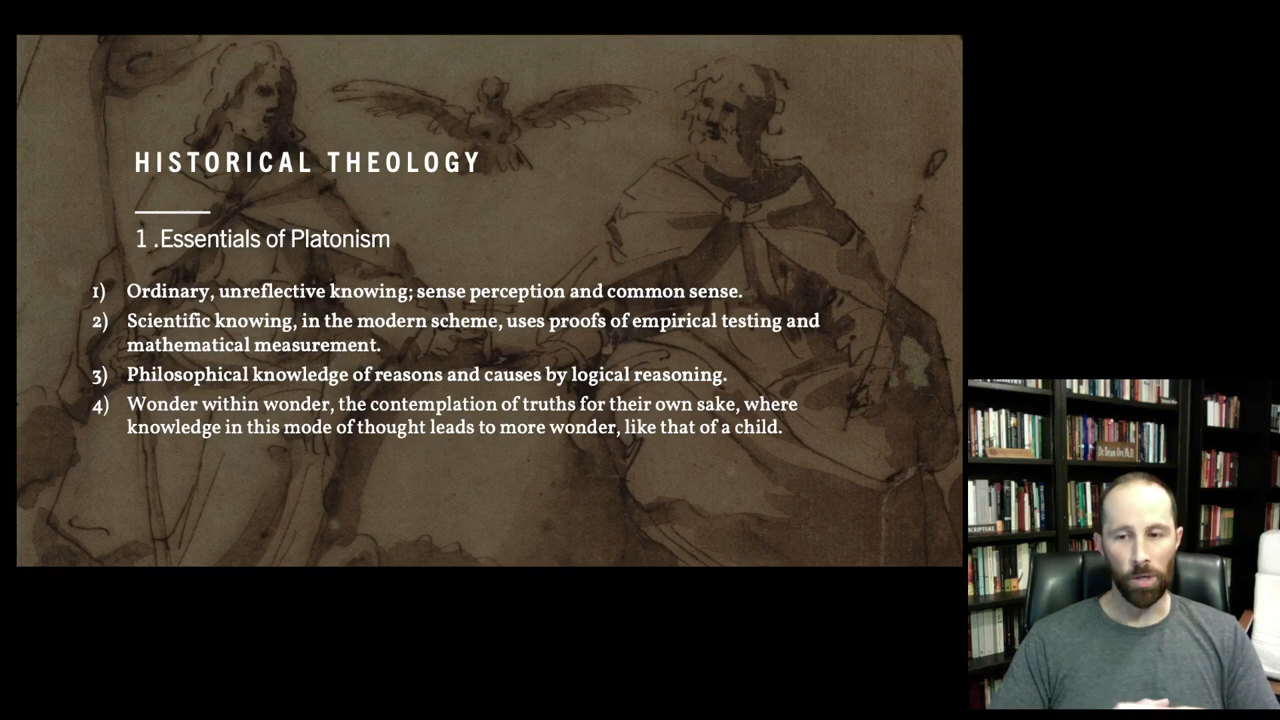 HISTORICAL THEOLOGY
1 .Essentials of Platonism
1) Ordinary, unreflective knowing; sense perception and common sense.
2) Scientific knowing, in the modern scheme, uses proofs of empirical testing and
mathematical measurement.
3) Philosophical knowledge of reasons and causes by logical reasoning.
4) Wonder within wonder, the contemplation of truths for their own sake, where
knowledge in this mode of thought leads to more wonder, like that of a child.
SCRIPTURE